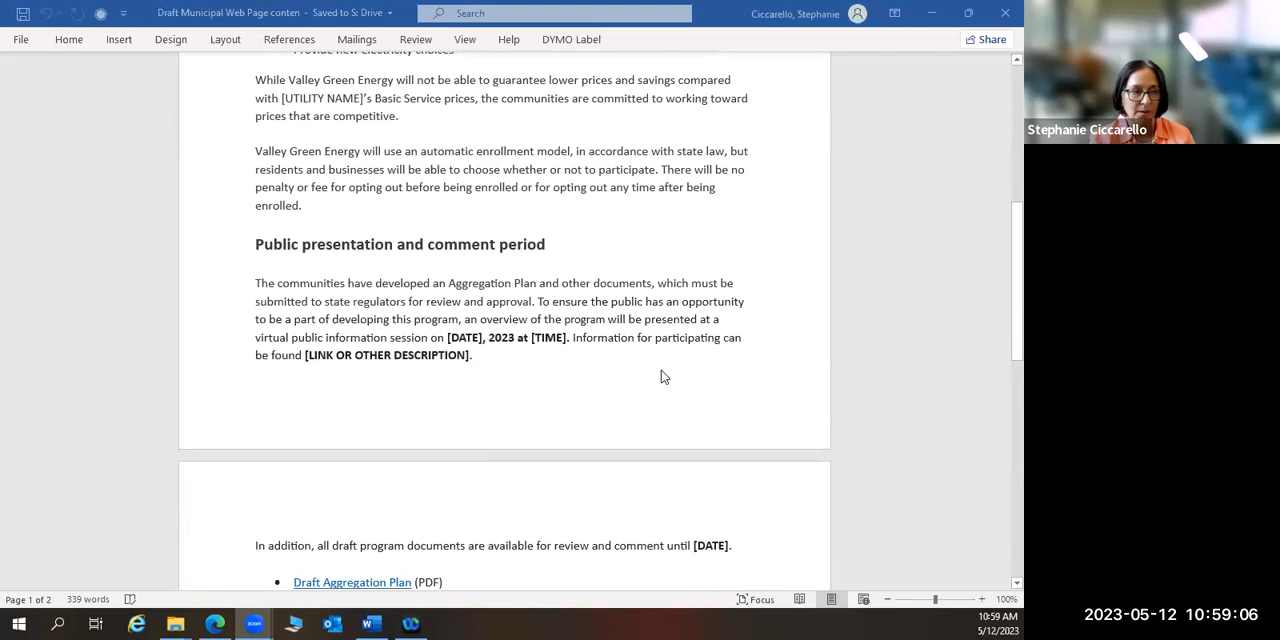 Draft Municipal Web Page conten - Saved to S: Drive
Search
Ciccarello, Stephanie
File Home Insert Design Layout References Mailings Review View Help DYMO Label
Share
Provide new electricity choices
While Valley Green Energy will not be able to guarantee lower prices and savings compared
with [UTILITY NAME]'s Basic Service prices, the communities are committed to working toward
prices that are competitive.
Valley Green Energy will use an automatic enrollment model, in accordance with state law, but
residents and businesses will be able to choose whether or not to participate. There will be no
penalty or fee for opting out before being enrolled or for opting out any time after being
enrolled.
Public presentation and comment period
The communities have developed an Aggregation Plan and other documents, which must be
submitted to state regulators for review and approval. To ensure the public has an opportunity
to be a part of developing this program, an overview of the program will be presented at a
virtual public information session on [DATE], 2023 at [TIME]. Information for participating can
be found [LINK OR OTHER DESCRIPTION].
In addition, all draft program documents are available for review and comment until [DATE].
• Draft Aggregation Plan (PDF)
Page 1 of 2 339 words
Focus
100%
10:59 AM
5/12/2023
Stephanie Ciccarello
2023-05-12 10:59:06